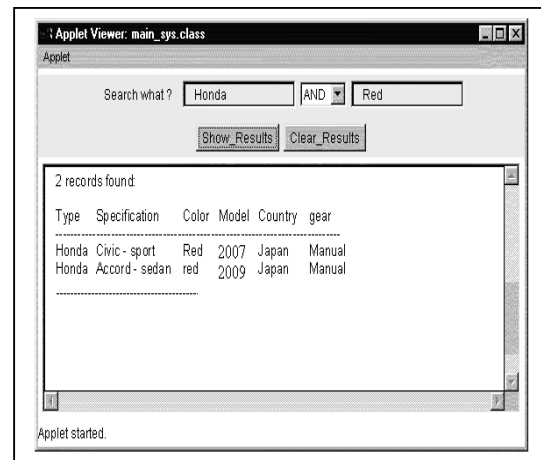 Applet Viewer: main_sys.class
Applet
Search what ? Honda AND Red
Show_Results Clear_Results
2 records found:
Type Specification Color Model Country gear
--------------------------------------------------------------------------------
Honda Civic - sport Red 2007 Japan Manual
Honda Accord - sedan red 2009 Japan Manual
----------------------------------------
Applet started.